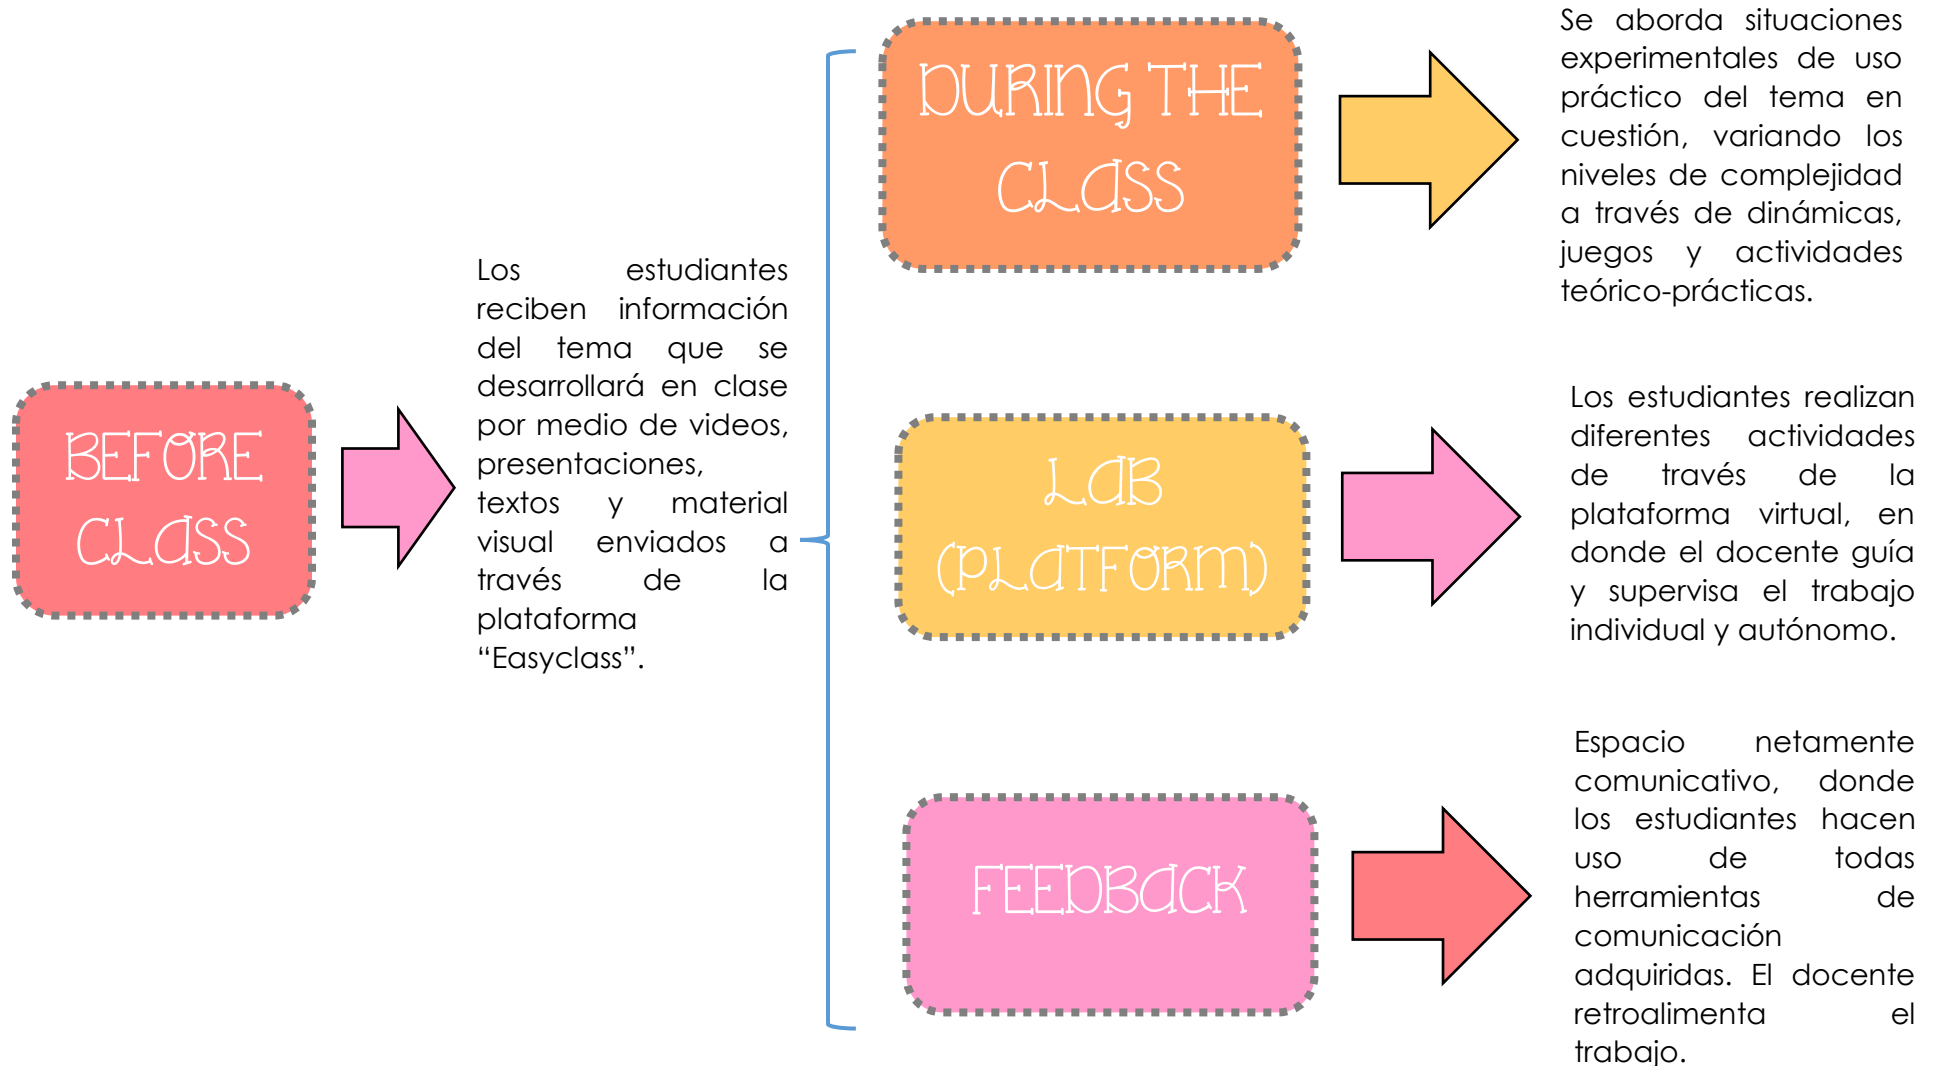 BEFORE
CLASS
Los estudiantes
reciben información
del tema que se
desarrollará en clase
por medio de videos,
presentaciones,
textos y material
visual enviados a
través de la
plataforma
“Easyclass”.
DURING THE
CLASS
Se aborda situaciones
experimentales de uso
práctico del tema en
cuestión, variando los
niveles de complejidad
a través de dinámicas,
juegos y actividades
teórico-prácticas.
LAB
(PLATFORM)
Los estudiantes realizan
diferentes actividades
de través de la
plataforma virtual, en
donde el docente guía
y supervisa el trabajo
individual y autónomo.
FEEDBACK
Espacio netamente
comunicativo, donde
los estudiantes hacen
uso de todas
herramientas de
comunicación
adquiridas. El docente
retroalimenta el
trabajo.